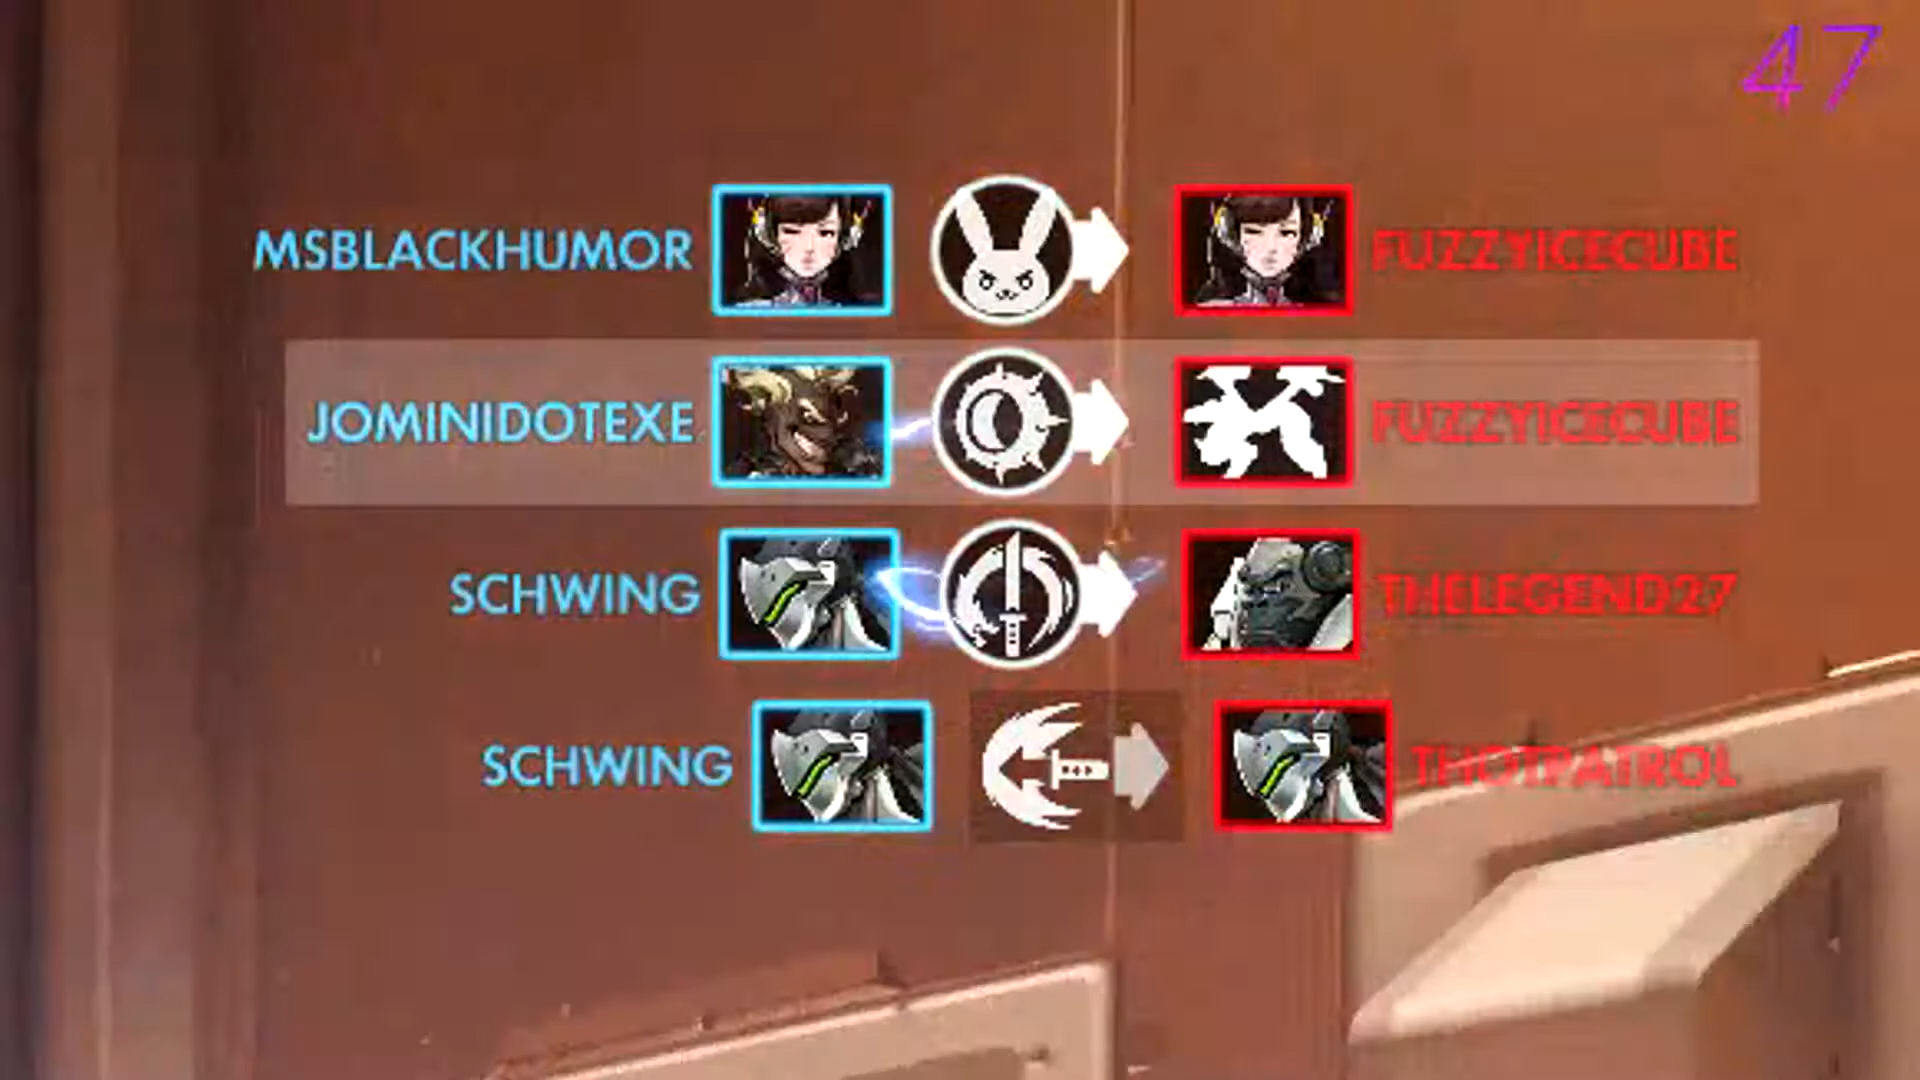 47
MSBLACKHUMOR FUZZYICECUBE
JOMINIDOTEXE FUZZYICECUBE
SCHWING THELEGEND27
SCHWING THOTPATROL